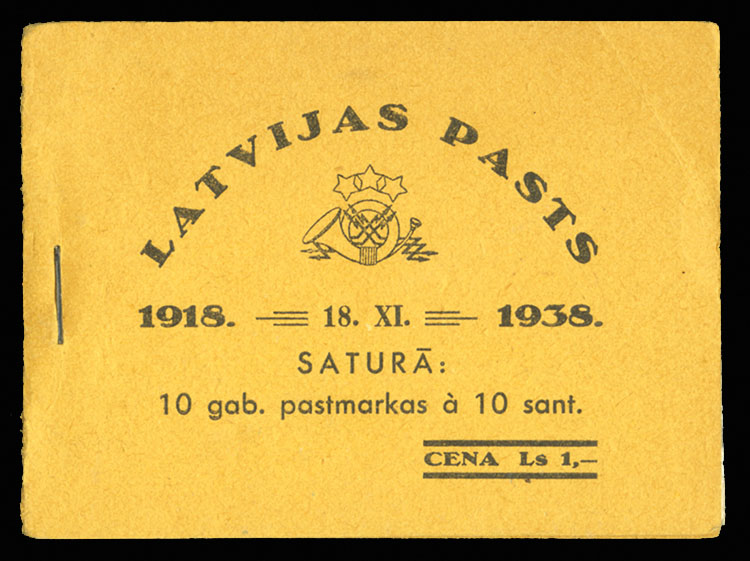 LATVIJAS PASTS
1918. 18. XI. 1938.
SATURĀ:
10 gab. pastmarkas à 10 sant.
CENA Ls 1,—